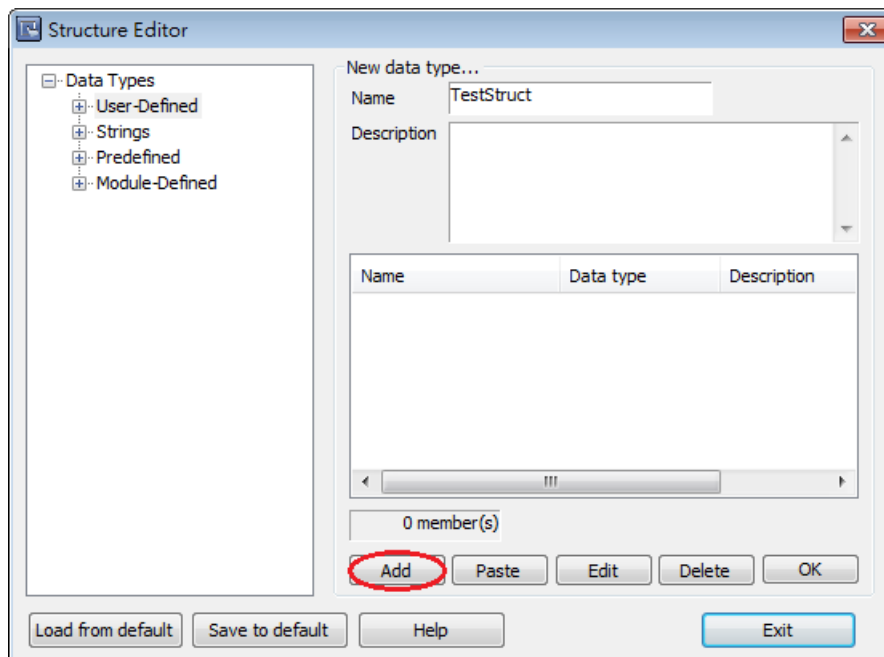 Structure Editor
Data Types
User-Defined
Strings
Predefined
Module-Defined
New data type...
Name TestStruct
Description
Name Data type Description
0 member(s)
Add Paste Edit Delete OK
Load from default Save to default Help Exit